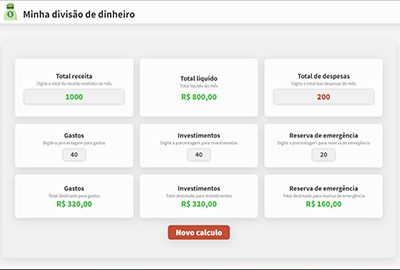 Minha divisão de dinheiro
Total receita
Digite o total da receita recebida no mês
1000
Total líquido
Total líquido do mês
R$ 800,00
Total de despesas
Digite o total das despesas do mês
200
Gastos
Digite a porcentagem para gastos
40
Investimentos
Digite a porcentagem para investimentos
40
Reserva de emergência
Digite a porcentagem para reserva de emergência
20
Gastos
Total destinado para gastos
R$ 320,00
Investimentos
Total destinado para investimentos
R$ 320,00
Reserva de emergência
Total destinado para reserva de emergência
R$ 160,00
Novo calculo